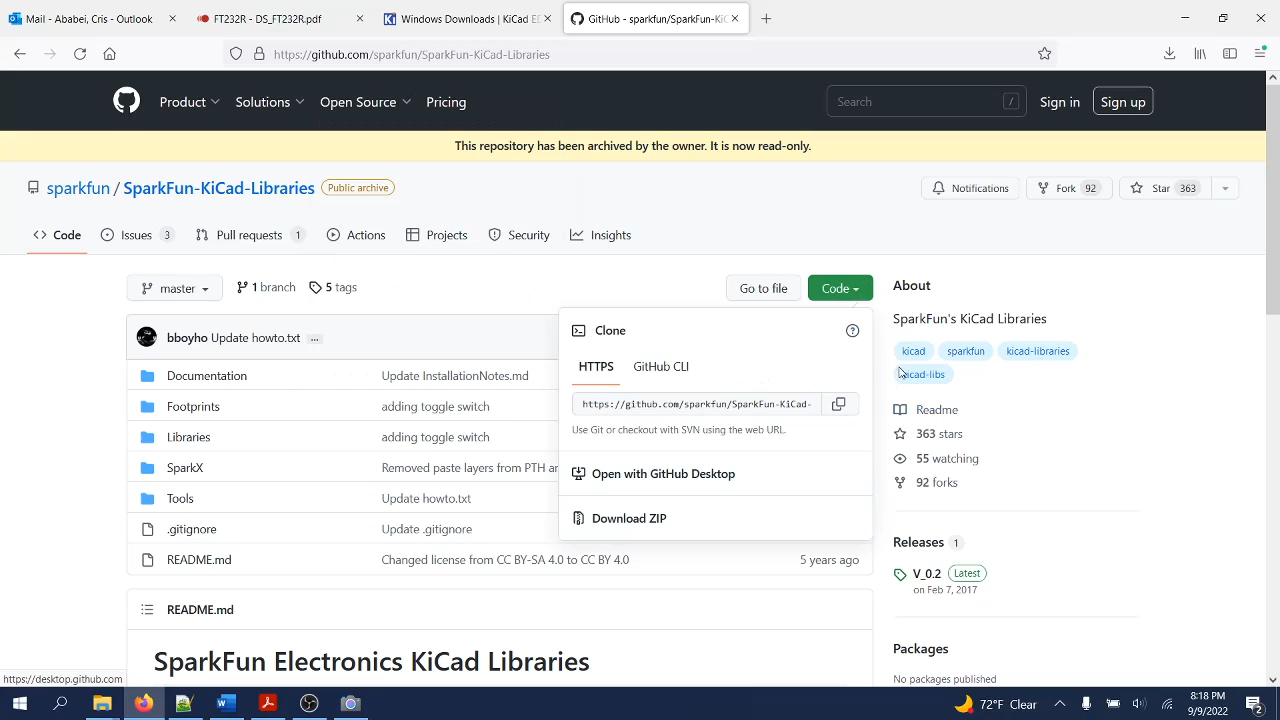 Mail - Ababei, Cris - Outlook
FT232R - DS_FT232R.pdf
Windows Downloads | KiCad ED
GitHub - sparkfun/SparkFun-KiC
https://github.com/sparkfun/SparkFun-KiCad-Libraries
Product
Solutions
Open Source
Pricing
Search
/
Sign in
Sign up
This repository has been archived by the owner. It is now read-only.
sparkfun / SparkFun-KiCad-Libraries
Public archive
Notifications
Fork 92
Star 363
Code
Issues 3
Pull requests 1
Actions
Projects
Security
Insights
master
1 branch
5 tags
Go to file
Code
About
SparkFun's KiCad Libraries
kicad sparkfun kicad-libraries
kicad-libs
Clone
HTTPS
GitHub CLI
https://github.com/sparkfun/SparkFun-KiCad-
Use Git or checkout with SVN using the web URL.
Open with GitHub Desktop
Download ZIP
bboyho Update howto.txt ...
Documentation Update InstallationNotes.md
Footprints adding toggle switch
Libraries adding toggle switch
SparkX Removed paste layers from PTH an
Tools Update howto.txt
.gitignore Update .gitignore
README.md Changed license from CC BY-SA 4.0 to CC BY 4.0 5 years ago
Readme
363 stars
55 watching
92 forks
Releases 1
V_0.2 Latest
on Feb 7, 2017
Packages
No packages published
README.md
SparkFun Electronics KiCad Libraries
https://desktop.github.com
72°F Clear
8:18 PM
9/9/2022
2